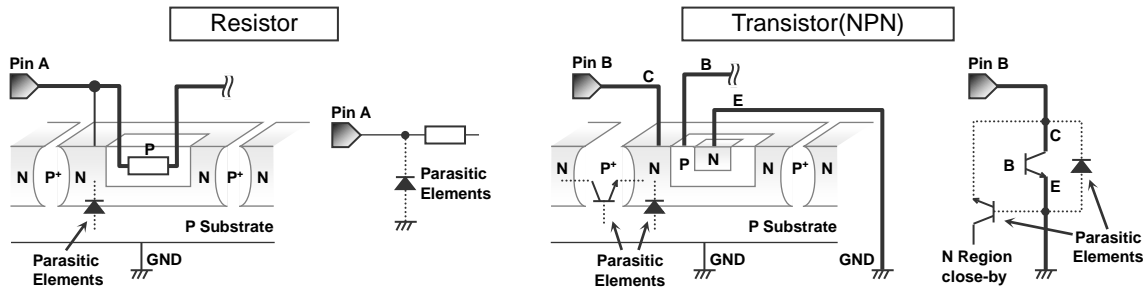 Resistor
Transistor(NPN)
Pin A
P
N
P+
N
N
P+
N
P Substrate
Parasitic
Elements
GND
Pin A
Parasitic
Elements
Pin B
C
B
E
N
P+
N
P
N
N
P+
N
P Substrate
Parasitic
Elements
GND
GND
Pin B
C
B
E
Parasitic
Elements
N Region
close-by